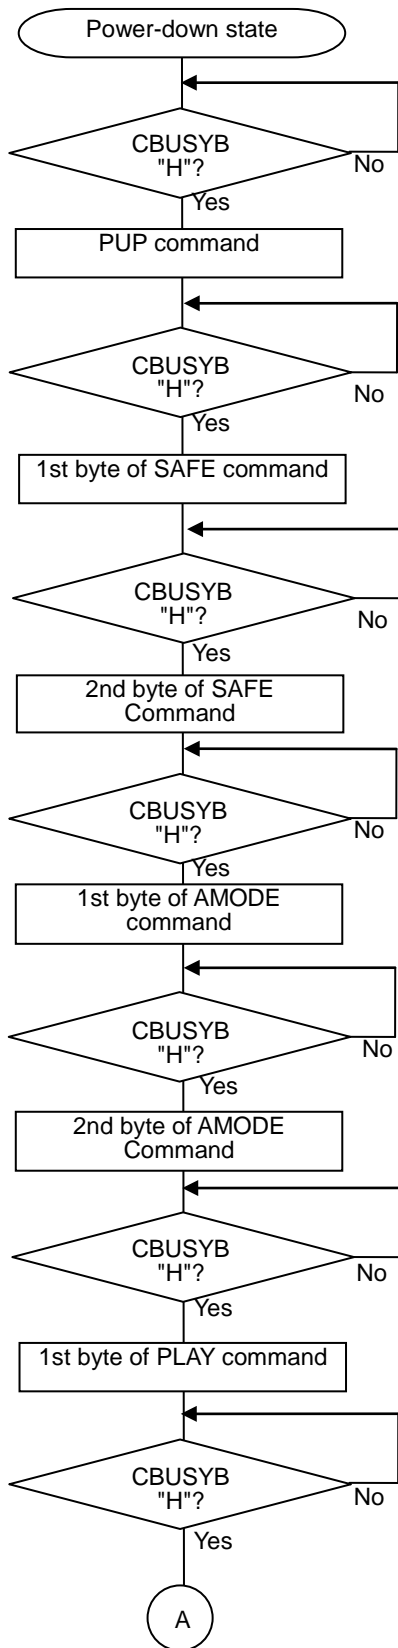 Power-down state
CBUSYB
"H"?
No
Yes
PUP command
CBUSYB
"H"?
No
Yes
1st byte of SAFE command
CBUSYB
"H"?
No
Yes
2nd byte of SAFE
Command
CBUSYB
"H"?
No
Yes
1st byte of AMODE
command
CBUSYB
"H"?
No
Yes
2nd byte of AMODE
Command
CBUSYB
"H"?
No
Yes
1st byte of PLAY command
CBUSYB
"H"?
No
Yes
A